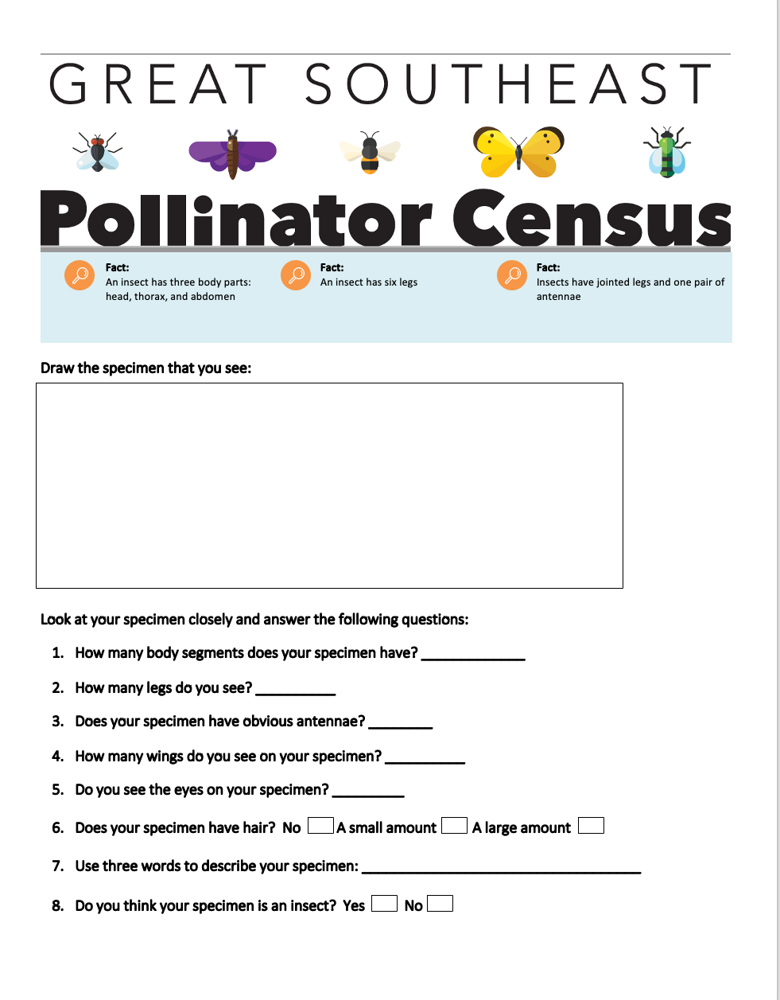 GREAT SOUTHEAST
Pollinator Census
Fact:
An insect has three body parts:
head, thorax, and abdomen
Fact:
An insect has six legs
Fact:
Insects have jointed legs and one pair of
antennae
Draw the specimen that you see:
Look at your specimen closely and answer the following questions:
1. How many body segments does your specimen have? _____________
2. How many legs do you see? __________
3. Does your specimen have obvious antennae? ________
4. How many wings do you see on your specimen? __________
5. Do you see the eyes on your specimen? _________
6. Does your specimen have hair? No A small amount A large amount
7. Use three words to describe your specimen: ___________________________________
8. Do you think your specimen is an insect? Yes No